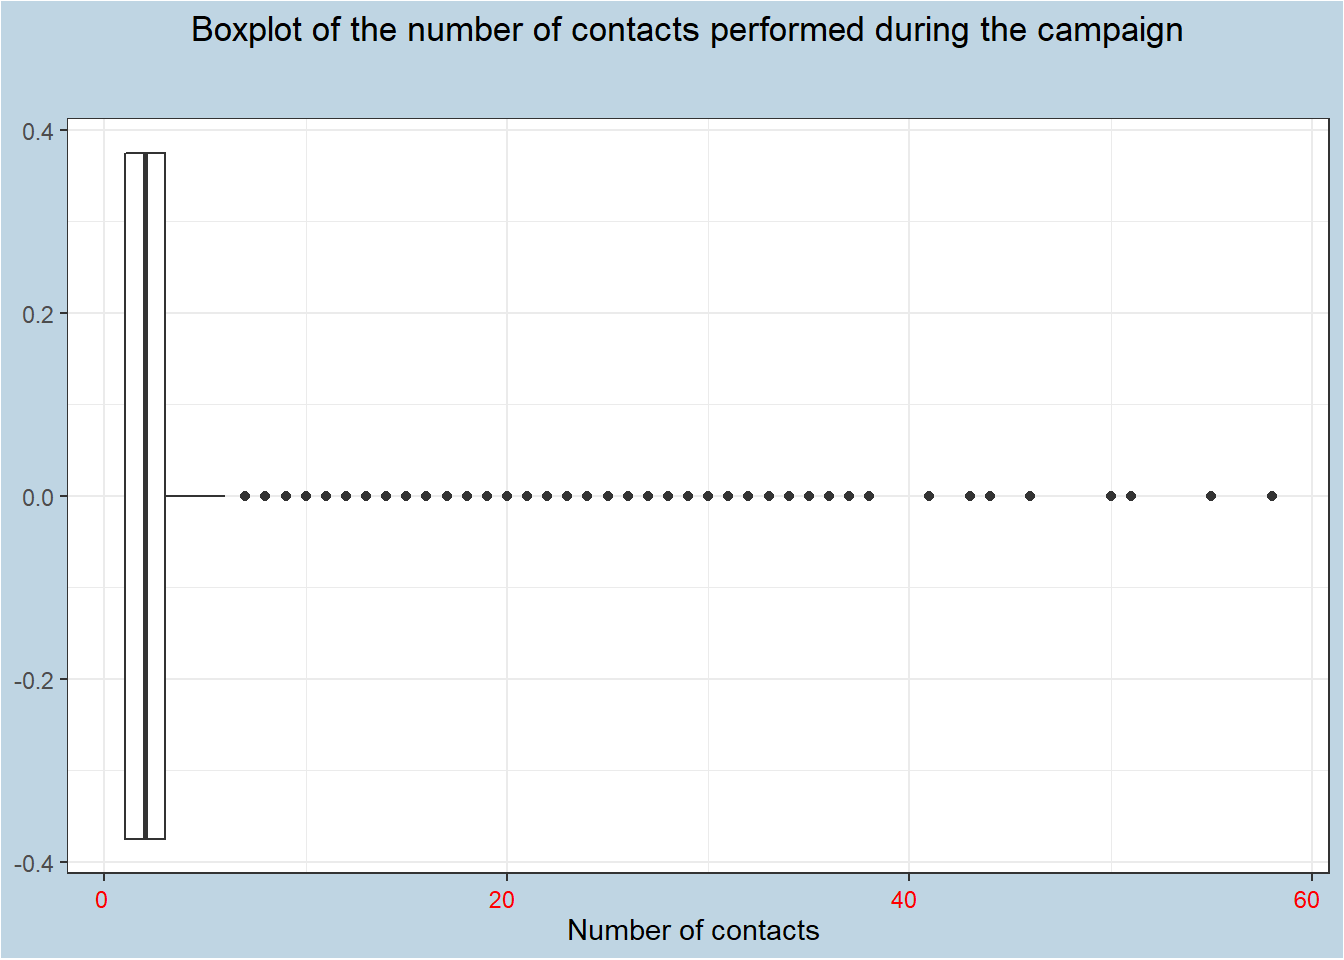 Boxplot of the number of contacts performed during the campaign
0.4
0.2
0.0
-0.2
-0.4
0 20 40 60
Number of contacts